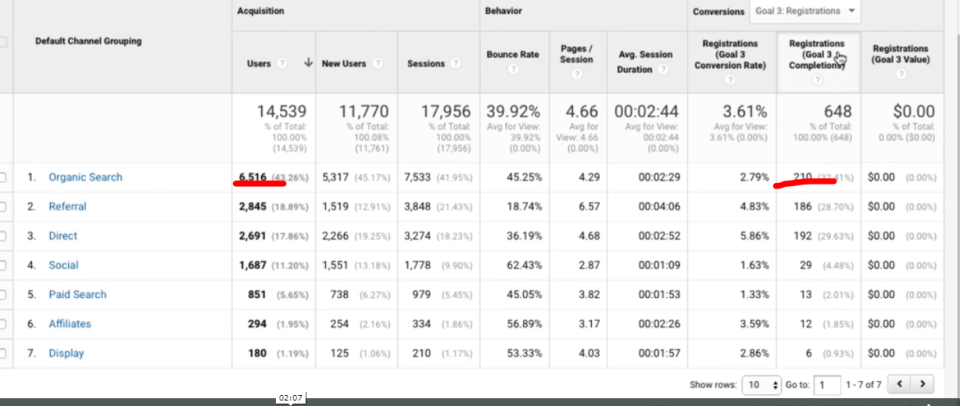 Acquisition Behavior Conversions Goal 3: Registrations
Default Channel Grouping
Users ? New Users ? Sessions ? Bounce Rate ? Pages / Session ? Avg. Session Duration ? Registrations (Goal 3 Conversion Rate) ? Registrations (Goal 3 Completions) ? Registrations (Goal 3 Value) ?
14,539 11,770 17,956 39.92% 4.66 00:02:44 3.61% 648 $0.00
% of Total: 100.00% (14,539) % of Total: 100.08% (11,761) % of Total: 100.00% (17,956) Avg for View: 39.92% (0.00%) Avg for View: 4.66 (0.00%) Avg for View: 00:02:44 (0.00%) Avg for View: 3.61% (0.00%) % of Total: 100.00% (648) % of Total: 0.00% ($0.00)
1. Organic Search 6,516 (43.26%) 5,317 (45.17%) 7,533 (41.95%) 45.25% 4.29 00:02:29 2.79% 210 $0.00 (0.00%)
2. Referral 2,845 (18.89%) 1,519 (12.91%) 3,848 (21.43%) 18.74% 6.57 00:04:06 4.83% 186 (28.70%) $0.00 (0.00%)
3. Direct 2,691 (17.86%) 2,266 (19.25%) 3,274 (18.23%) 36.19% 4.68 00:02:52 5.86% 192 (29.63%) $0.00 (0.00%)
4. Social 1,687 (11.20%) 1,551 (13.18%) 1,778 (9.90%) 62.43% 2.87 00:01:09 1.63% 29 (4.48%) $0.00 (0.00%)
5. Paid Search 851 (5.65%) 738 (6.27%) 979 (5.45%) 45.05% 3.82 00:01:53 1.33% 13 (2.01%) $0.00 (0.00%)
6. Affiliates 294 (1.95%) 254 (2.16%) 334 (1.86%) 56.89% 3.17 00:02:26 3.59% 12 (1.85%) $0.00 (0.00%)
7. Display 180 (1.19%) 125 (1.06%) 210 (1.17%) 53.33% 4.03 00:01:57 2.86% 6 (0.93%) $0.00 (0.00%)
Show rows: 10 Go to: 1 1 - 7 of 7
02:07